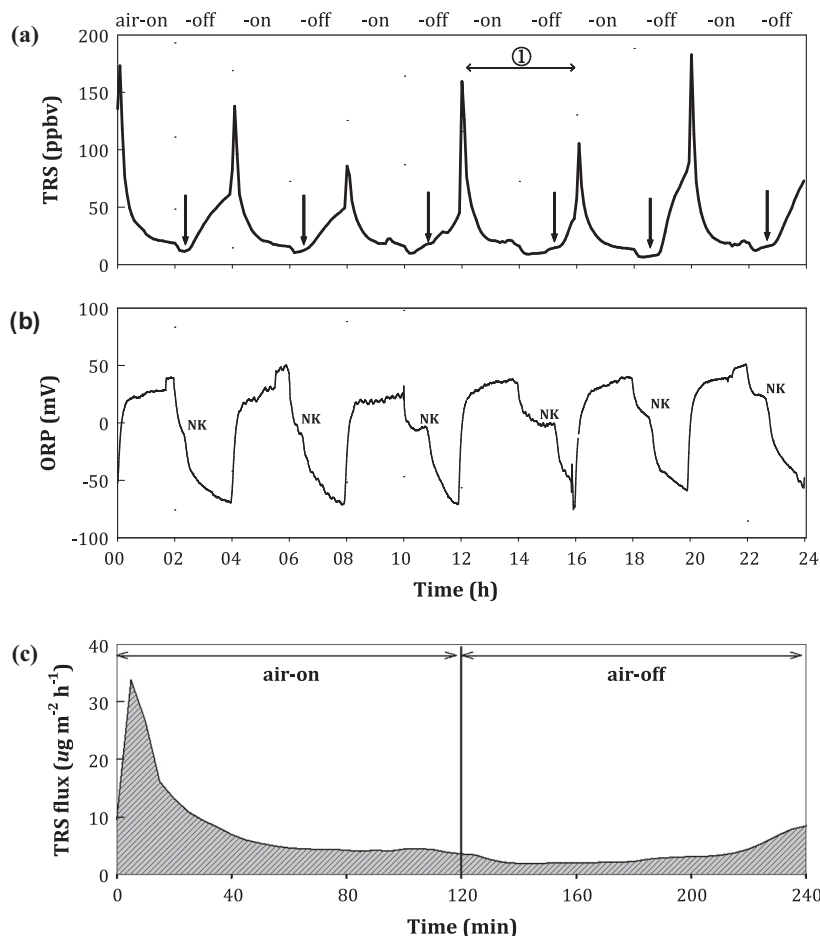 air-on -off -on -off -on -off -on -off -on -off -on -off
(a)
200
150
100
50
0
TRS (ppbv)
①
(b)
100
50
0
-50
-100
ORP (mV)
NK NK NK NK NK NK
00 02 04 06 08 10 12 14 16 18 20 22 24
Time (h)
(c)
40
30
20
10
0
TRS flux (ug m-2 h-1)
air-on air-off
0 40 80 120 160 200 240
Time (min)